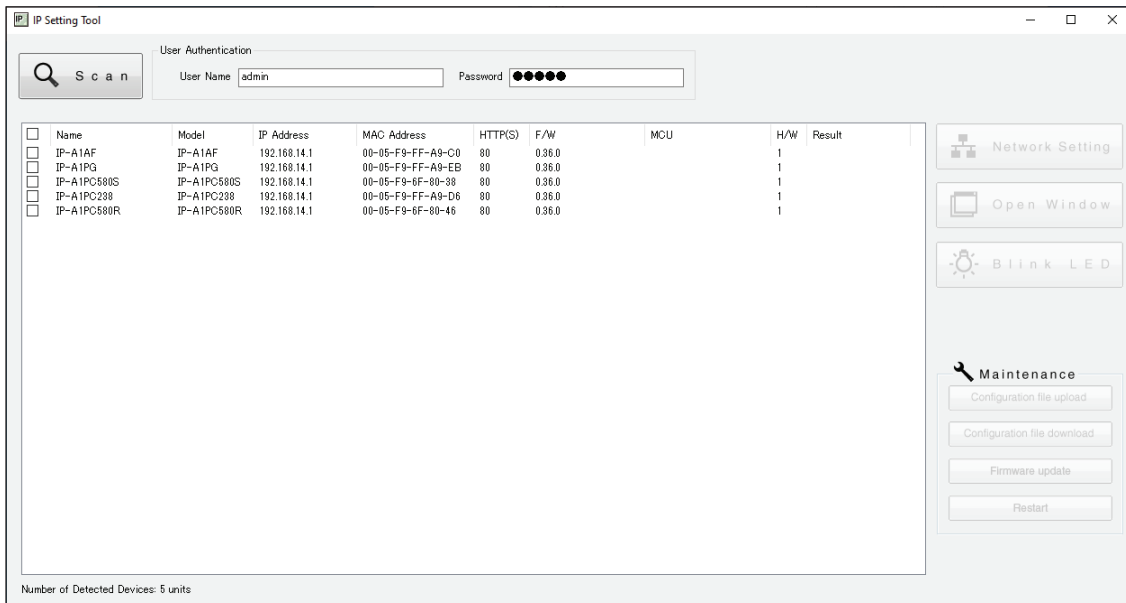 IP Setting Tool
Scan
User Authentication
User Name admin Password ●●●●●
Name Model IP Address MAC Address HTTP(S) F/W MCU H/W Result
IP-A1AF IP-A1AF 192.168.14.1 00-05-F9-FF-A9-C0 80 0.36.0 1
IP-A1PG IP-A1PG 192.168.14.1 00-05-F9-FF-A9-EB 80 0.36.0 1
IP-A1PC580S IP-A1PC580S 192.168.14.1 00-05-F9-6F-80-38 80 0.36.0 1
IP-A1PC238 IP-A1PC238 192.168.14.1 00-05-F9-FF-A9-D6 80 0.36.0 1
IP-A1PC580R IP-A1PC580R 192.168.14.1 00-05-F9-6F-80-46 80 0.36.0 1
Network Setting
Open Window
Blink LED
Maintenance
Configuration file upload
Configuration file download
Firmware update
Restart
Number of Detected Devices: 5 units